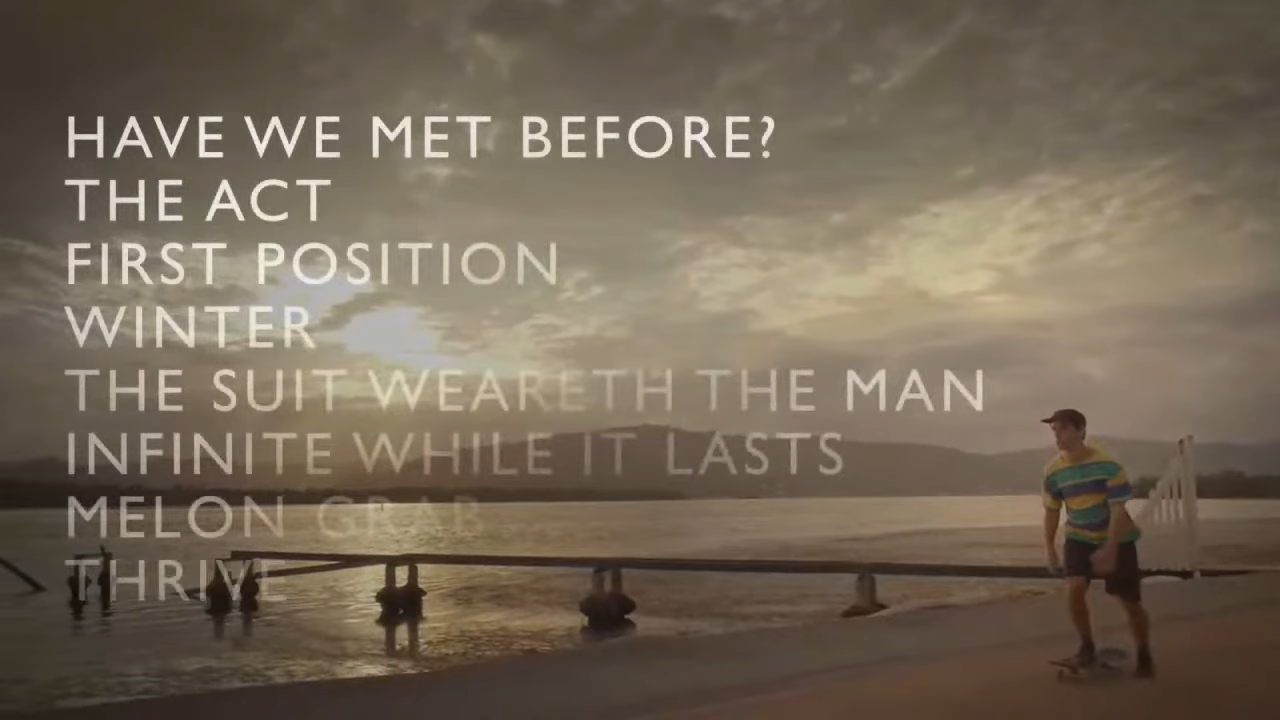 HAVE WE MET BEFORE?
THE ACT
FIRST POSITION
WINTER
THE SUIT WEARETH THE MAN
INFINITE WHILE IT LASTS
MELON GRAB
THRIVE